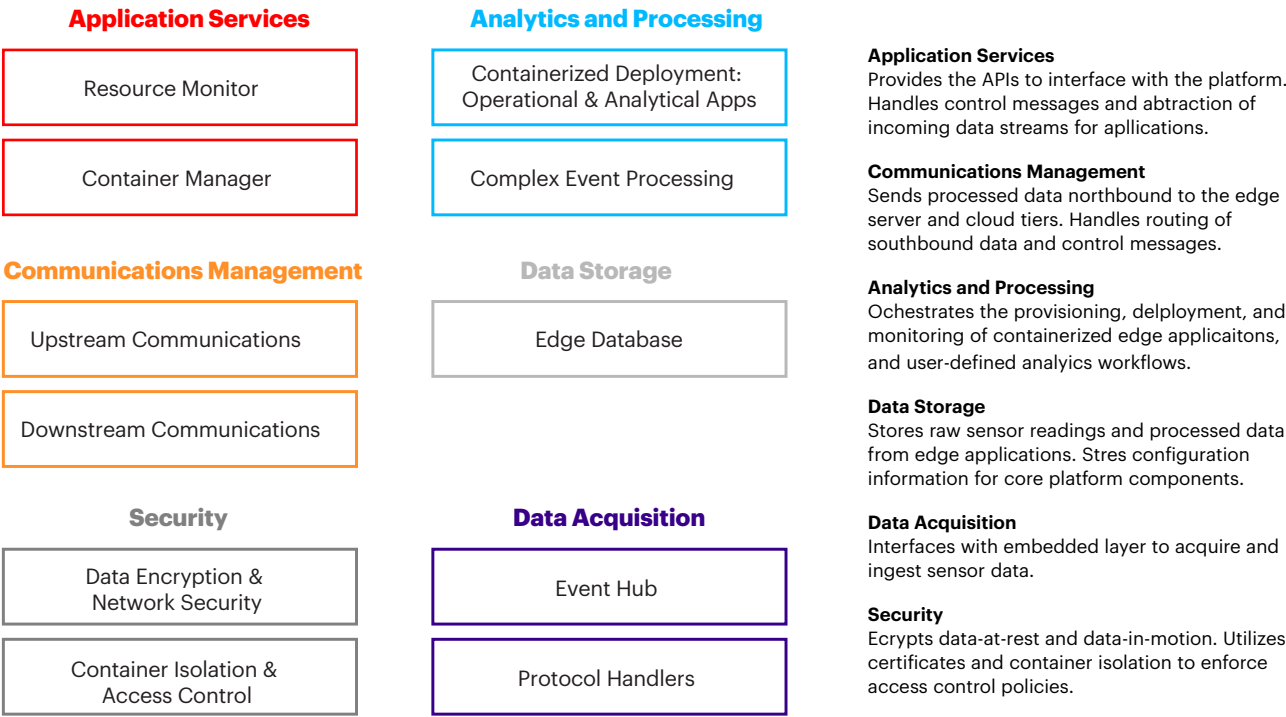 Application Services
Resource Monitor
Container Manager
Analytics and Processing
Containerized Deployment:
Operational & Analytical Apps
Complex Event Processing
Communications Management
Upstream Communications
Downstream Communications
Data Storage
Edge Database
Security
Data Encryption &
Network Security
Container Isolation &
Access Control
Data Acquisition
Event Hub
Protocol Handlers
Application Services
Provides the APIs to interface with the platform.
Handles control messages and abtraction of
incoming data streams for apllications.
Communications Management
Sends processed data northbound to the edge
server and cloud tiers. Handles routing of
southbound data and control messages.
Analytics and Processing
Ochestrates the provisioning, delployment, and
monitoring of containerized edge applicaitons,
and user-defined analyics workflows.
Data Storage
Stores raw sensor readings and processed data
from edge applications. Stres configuration
information for core platform components.
Data Acquisition
Interfaces with embedded layer to acquire and
ingest sensor data.
Security
Ecrypts data-at-rest and data-in-motion. Utilizes
certificates and container isolation to enforce
access control policies.